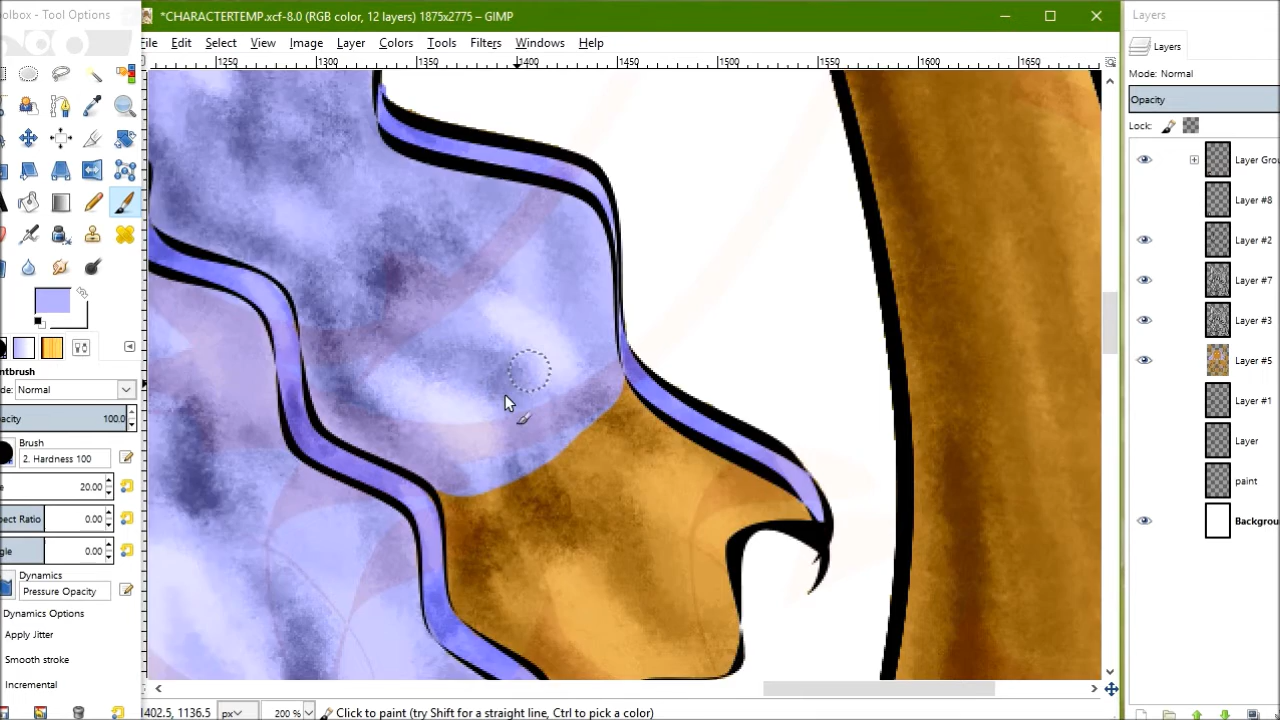 olbox - Tool Options
*CHARACTERTEMP.xcf-8.0 (RGB color, 12 layers) 1875x2775 – GIMP
Layers
File Edit Select View Image Layer Colors Tools Filters Windows Help
Layers
1250 1300 1350 1400 1450 1500 1550 1600 1650
Mode: Normal
Opacity
Lock:
Layer Gro
Layer #8
Layer #2
Layer #7
Layer #3
Layer #5
Layer #1
Layer
paint
Backgrou
ntbrush
de: Normal
acity 100.0
Brush
2. Hardness 100
e 20.00
pect Ratio 0.00
gle 0.00
Dynamics
Pressure Opacity
Dynamics Options
Apply Jitter
Smooth stroke
Incremental
1402.5, 1136.5 px 200 % Click to paint (try Shift for a straight line, Ctrl to pick a color)